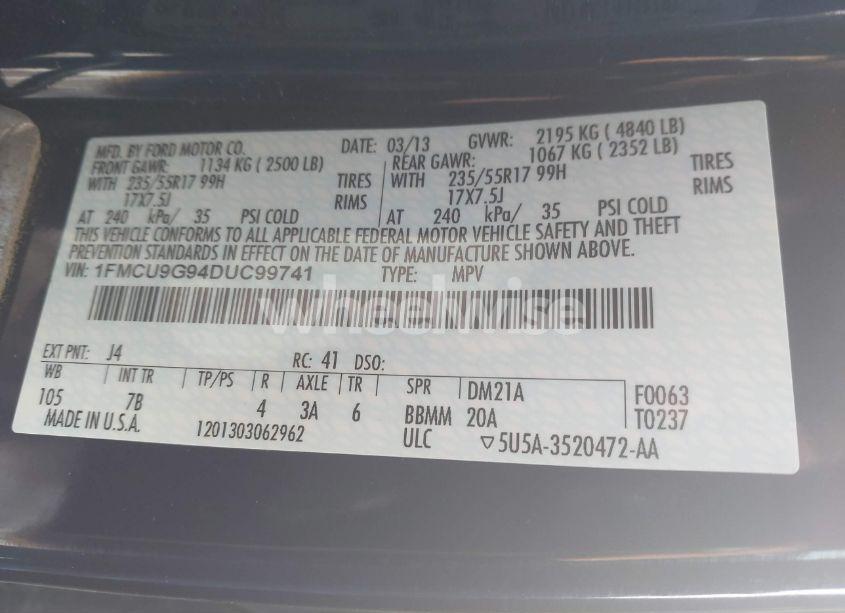 MFD. BY FORD MOTOR CO. DATE: 03/13 GVWR: 2195 KG ( 4840 LB)
FRONT GAWR: 1134 KG ( 2500 LB) REAR GAWR: 1067 KG ( 2352 LB)
WITH 235/55R17 99H TIRES WITH 235/55R17 99H TIRES
17X7.5J RIMS 17X7.5J RIMS
AT 240 kPa/ 35 PSI COLD AT 240 kPa/ 35 PSI COLD
THIS VEHICLE CONFORMS TO ALL APPLICABLE FEDERAL MOTOR VEHICLE SAFETY AND THEFT
PREVENTION STANDARDS IN EFFECT ON THE DATE OF MANUFACTURE SHOWN ABOVE.
VIN: 1FMCU9G94DUC99741 TYPE: MPV
wheelwise
EXT PNT: J4 RC: 41 DSO:
WB INT TR TP/PS R AXLE TR SPR DM21A F0063
105 7B 4 3A 6 BBMM 20A T0237
MADE IN U.S.A. 1201303062962 ULC ▽5U5A-3520472-AA